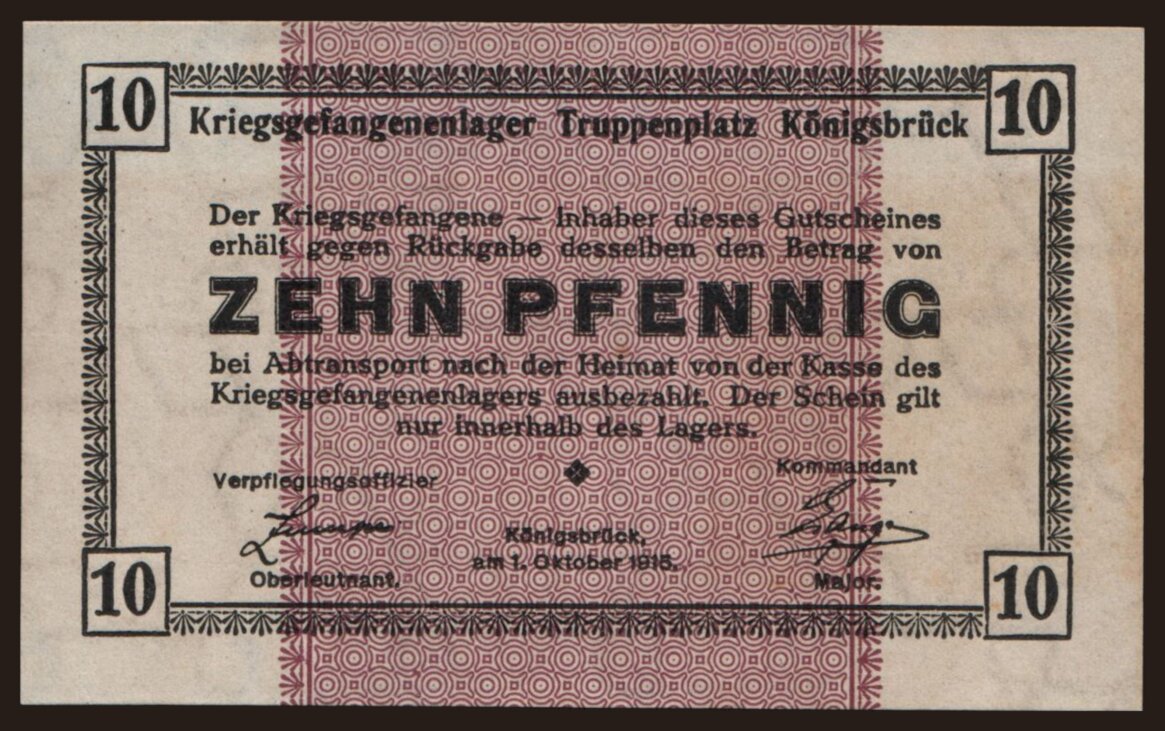 10 10
Kriegsgefangenenlager Truppenplatz Königsbrück
Der Kriegsgefangene — Inhaber dieses Gutscheines
erhält gegen Rückgabe desselben den Betrag von
ZEHN PFENNIG
bei Abtransport nach der Heimat von der Kasse des
Kriegsgefangenenlagers ausbezahlt. Der Schein gilt
nur innerhalb des Lagers.
Verpflegungsoffizier Kommandant
Königsbrück,
am 1. Oktober 1915.
Oberleutnant. Major.
10 10